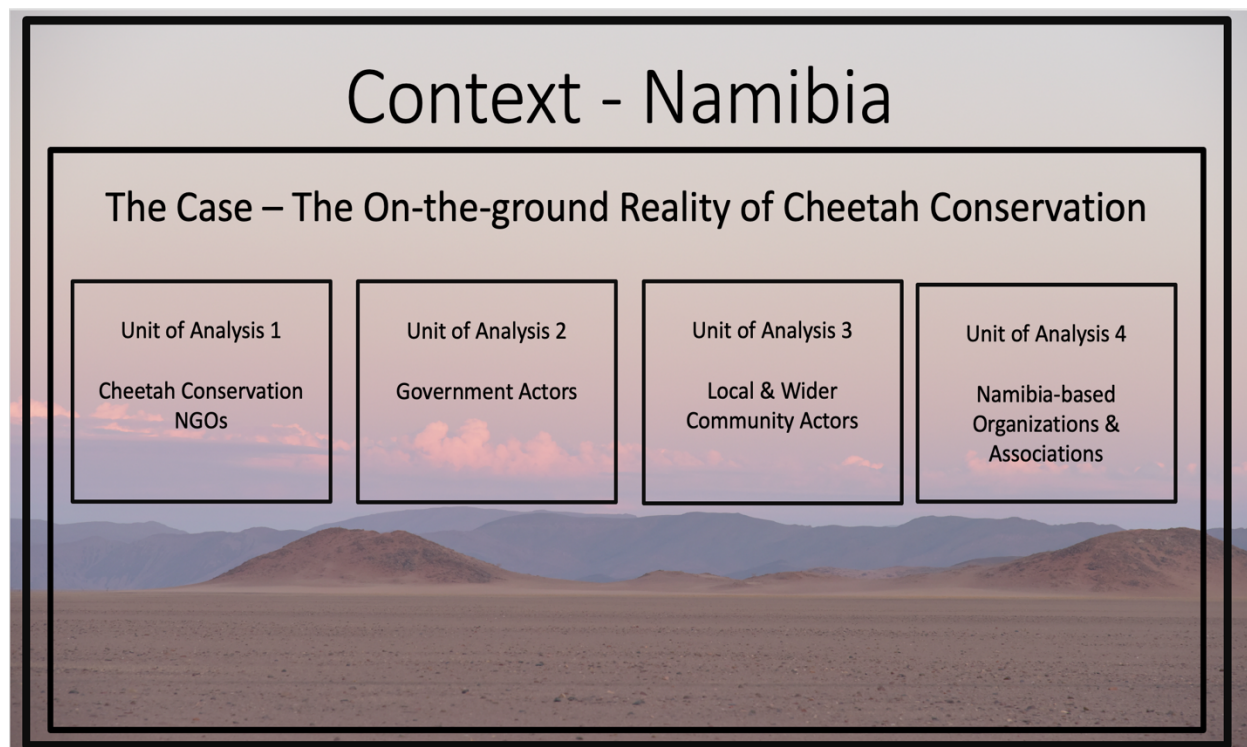 Context - Namibia
The Case – The On-the-ground Reality of Cheetah Conservation
Unit of Analysis 1
Cheetah Conservation
NGOs
Unit of Analysis 2
Government Actors
Unit of Analysis 3
Local & Wider
Community Actors
Unit of Analysis 4
Namibia-based
Organizations &
Associations